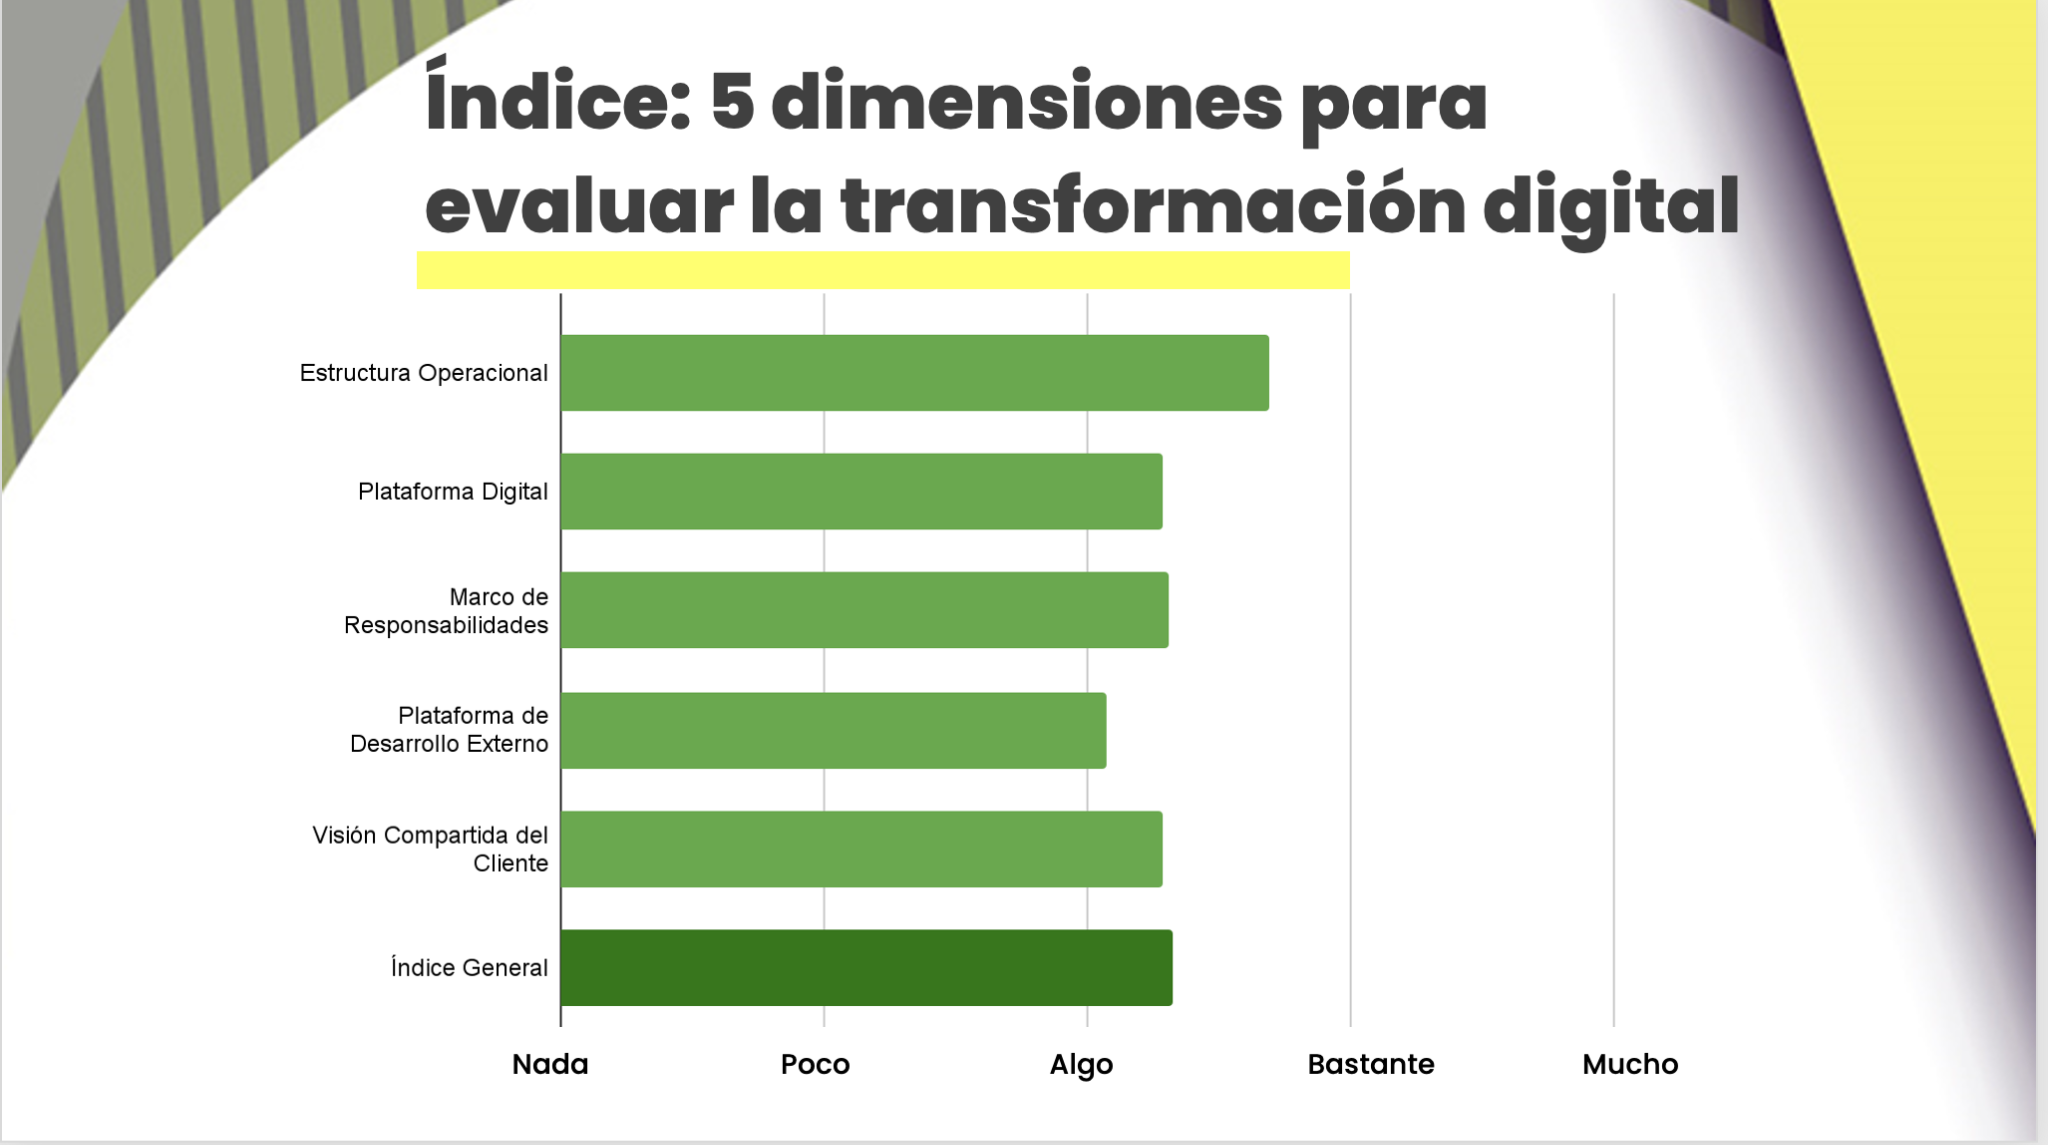 Índice: 5 dimensiones para
evaluar la transformación digital
Estructura Operacional
Plataforma Digital
Marco de
Responsabilidades
Plataforma de
Desarrollo Externo
Visión Compartida del
Cliente
Índice General
Nada Poco Algo Bastante Mucho